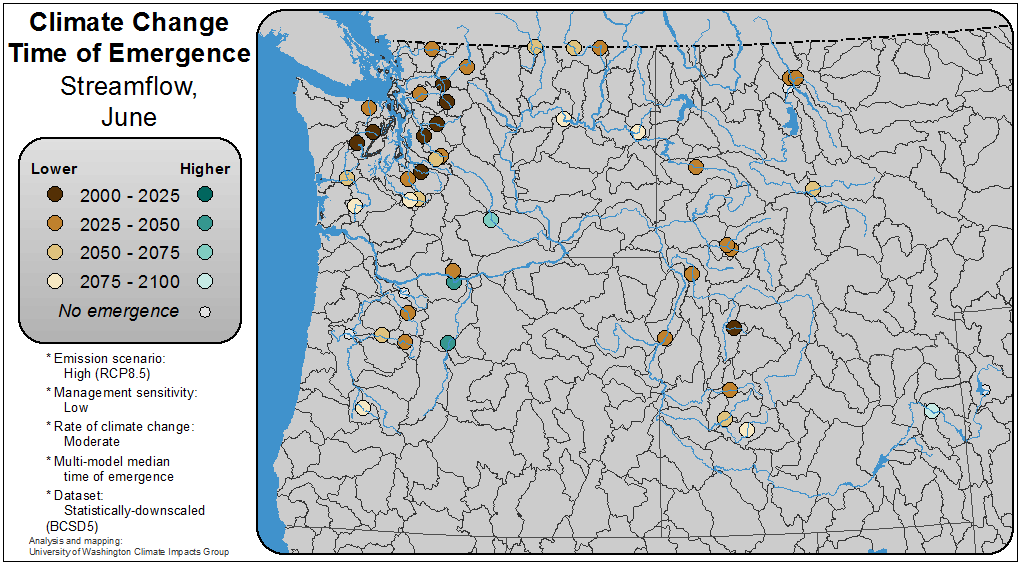 Climate Change
Time of Emergence
Streamflow,
June
Lower Higher
2000 - 2025
2025 - 2050
2050 - 2075
2075 - 2100
No emergence
* Emission scenario:
High (RCP8.5)
* Management sensitivity:
Low
* Rate of climate change:
Moderate
* Multi-model median
time of emergence
* Dataset:
Statistically-downscaled
(BCSD5)
Analysis and mapping:
University of Washington Climate Impacts Group